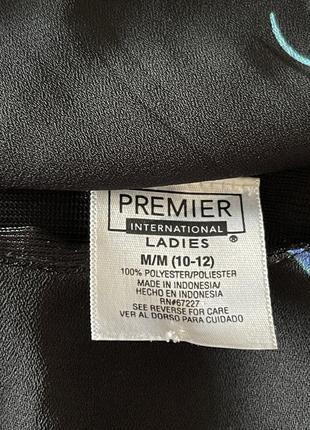 PREMIER
INTERNATIONAL
LADIES ®
M/M (10-12)
100% POLYESTER/POLIESTER
MADE IN INDONESIA/
HECHO EN INDONESIA
RN#67227
SEE REVERSE FOR CARE
VER AL DORSO PARA CUIDADO